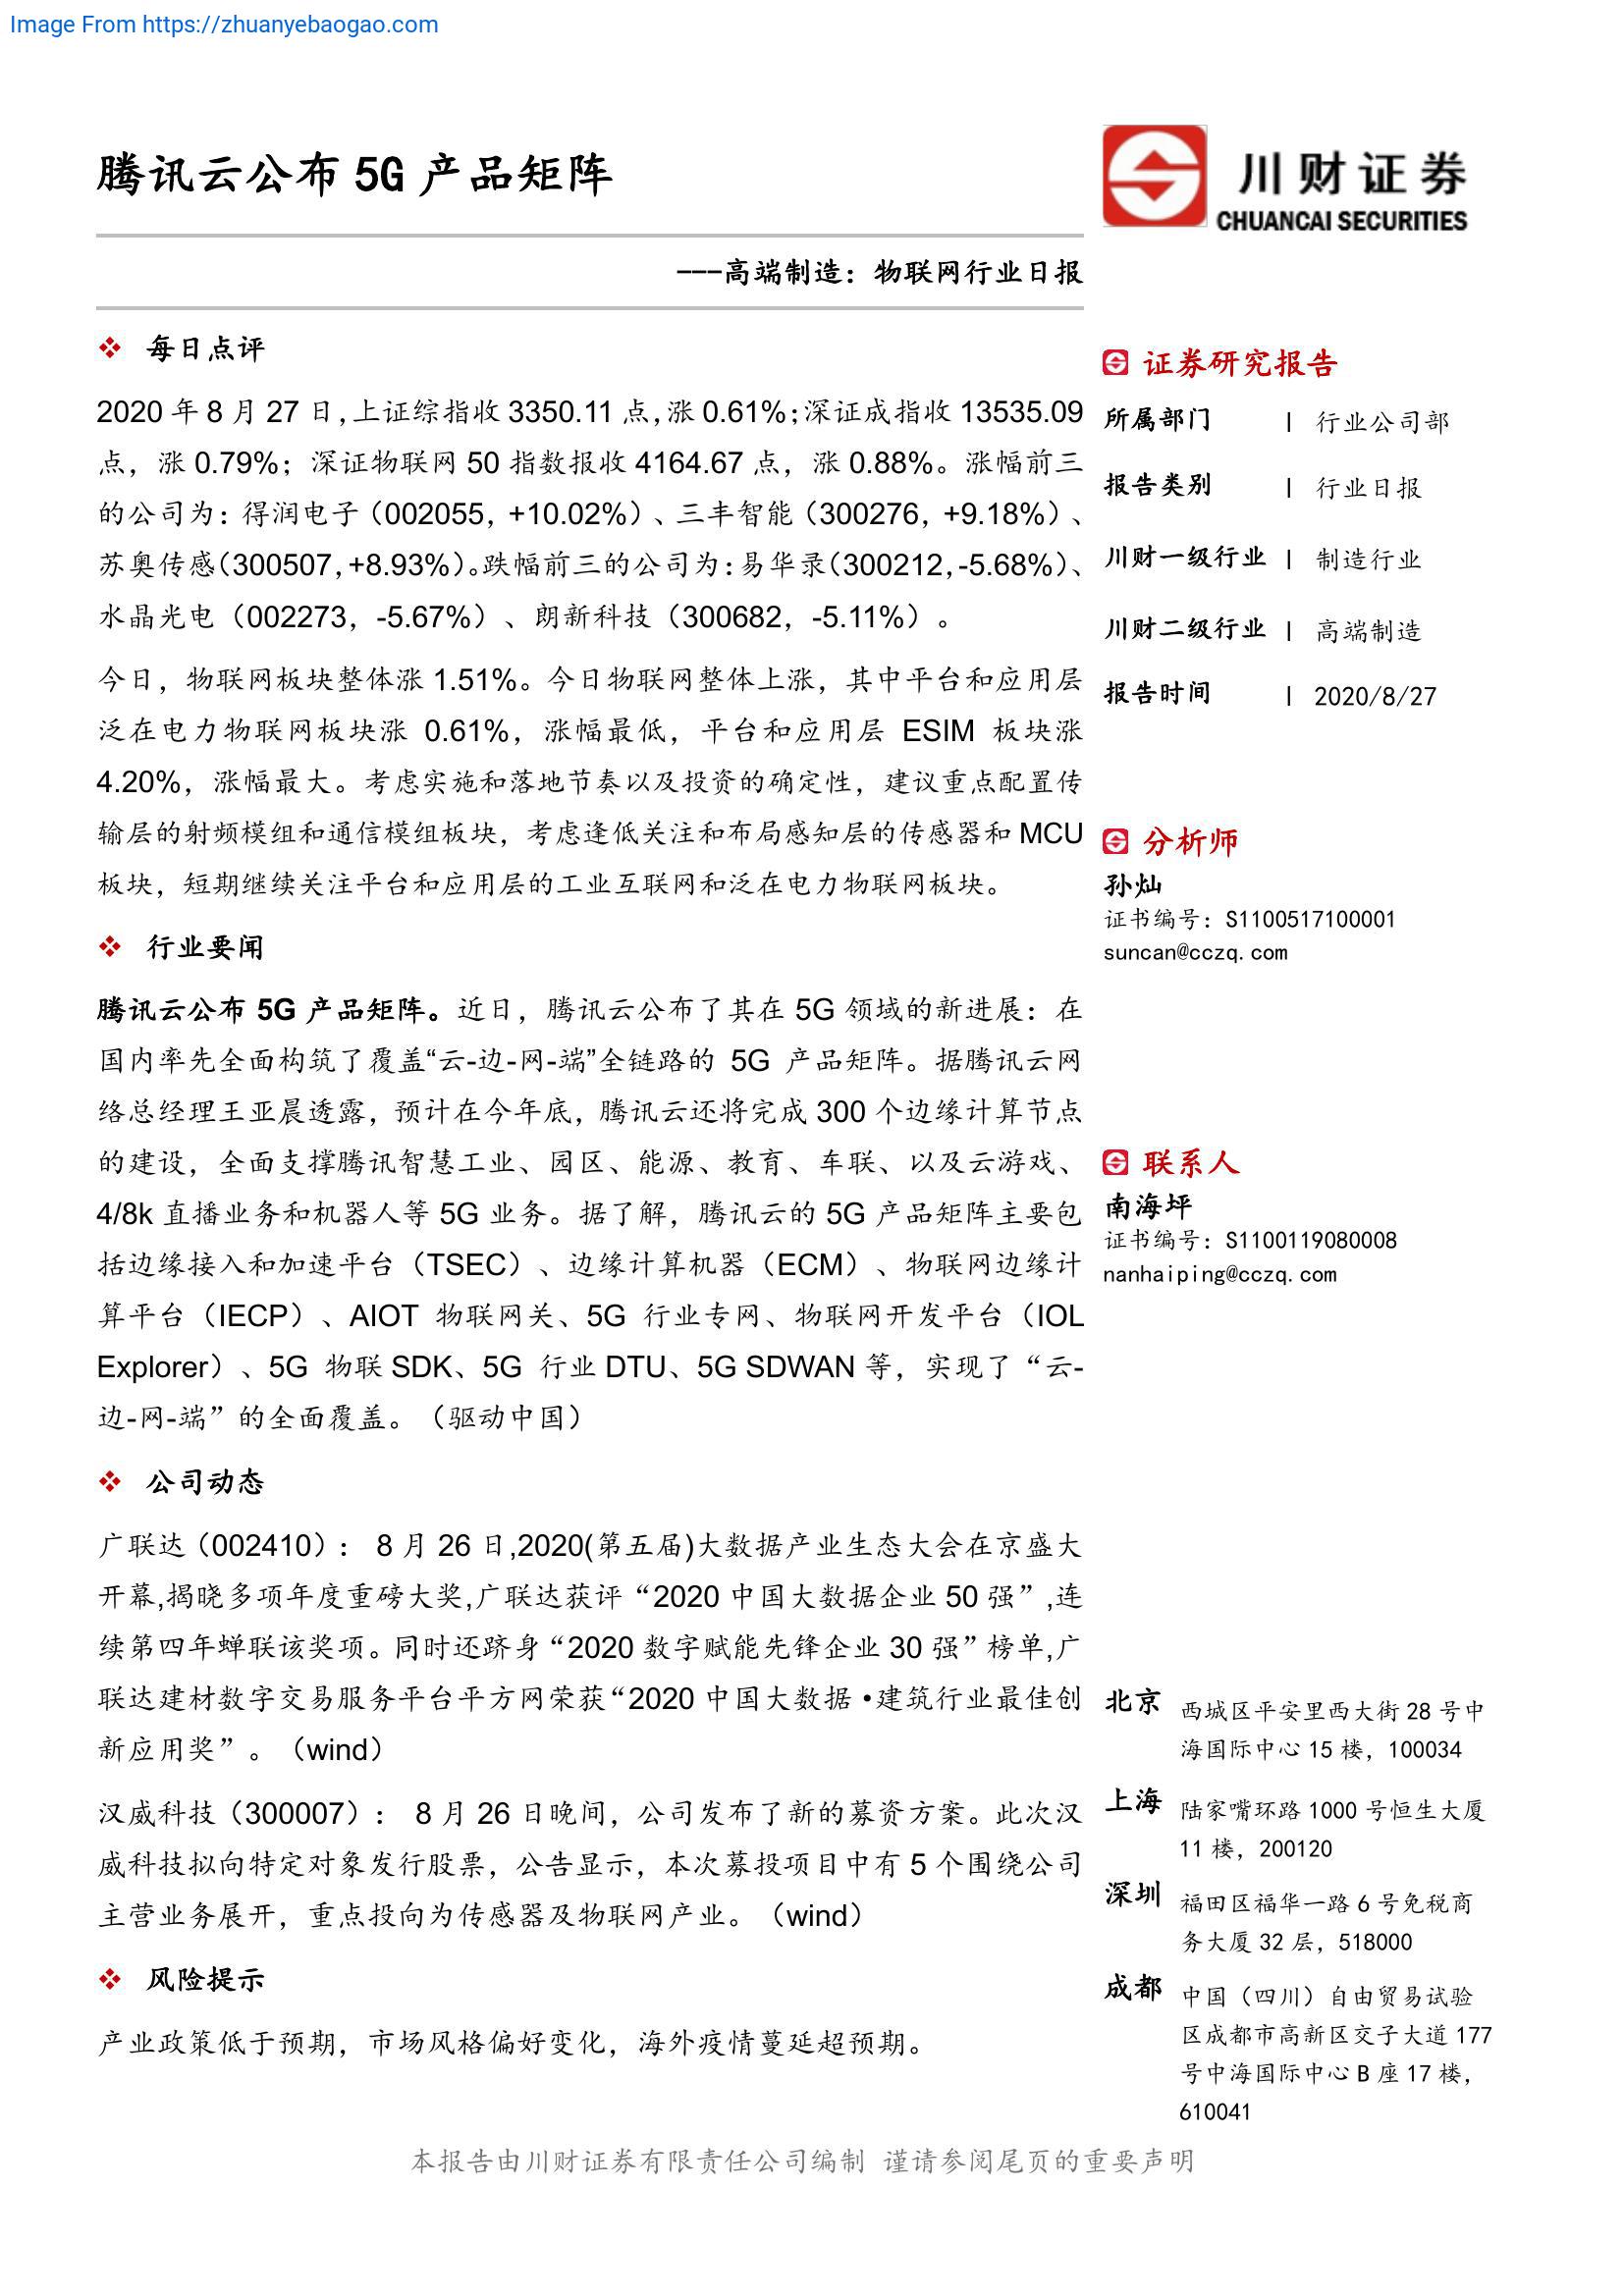 Image From https://zhuanyebaogao.com
腾讯云公布 5G 产品矩阵
川财证券
CHUANCAI SECURITIES
---高端制造：物联网行业日报
❖ 每日点评
2020 年 8 月 27 日，上证综指收 3350.11 点，涨 0.61%；深证成指收 13535.09
点，涨 0.79%；深证物联网 50 指数报收 4164.67 点，涨 0.88%。涨幅前三
的公司为：得润电子（002055，+10.02%）、三丰智能（300276，+9.18%）、
苏奥传感（300507，+8.93%）。跌幅前三的公司为：易华录（300212，-5.68%）、
水晶光电（002273，-5.67%）、朗新科技（300682，-5.11%）。
今日，物联网板块整体涨 1.51%。今日物联网整体上涨，其中平台和应用层
泛在电力物联网板块涨 0.61%，涨幅最低，平台和应用层 ESIM 板块涨
4.20%，涨幅最大。考虑实施和落地节奏以及投资的确定性，建议重点配置传
输层的射频模组和通信模组板块，考虑逢低关注和布局感知层的传感器和 MCU
板块，短期继续关注平台和应用层的工业互联网和泛在电力物联网板块。
❖ 行业要闻
腾讯云公布 5G 产品矩阵。近日，腾讯云公布了其在 5G 领域的新进展：在
国内率先全面构筑了覆盖“云-边-网-端”全链路的 5G 产品矩阵。据腾讯云网
络总经理王亚晨透露，预计在今年底，腾讯云还将完成 300 个边缘计算节点
的建设，全面支撑腾讯智慧工业、园区、能源、教育、车联、以及云游戏、
4/8k 直播业务和机器人等 5G 业务。据了解，腾讯云的 5G 产品矩阵主要包
括边缘接入和加速平台（TSEC）、边缘计算机器（ECM）、物联网边缘计
算平台（IECP）、AIOT 物联网关、5G 行业专网、物联网开发平台（IOL
Explorer）、5G 物联 SDK、5G 行业 DTU、5G SDWAN 等，实现了“云-
边-网-端”的全面覆盖。（驱动中国）
❖ 公司动态
广联达（002410）： 8 月 26 日,2020(第五届)大数据产业生态大会在京盛大
开幕,揭晓多项年度重磅大奖,广联达获评“2020 中国大数据企业 50 强”,连
续第四年蝉联该奖项。同时还跻身“2020 数字赋能先锋企业 30 强”榜单,广
联达建材数字交易服务平台平方网荣获“2020 中国大数据•建筑行业最佳创
新应用奖”。（wind）
汉威科技（300007）： 8 月 26 日晚间，公司发布了新的募资方案。此次汉
威科技拟向特定对象发行股票，公告显示，本次募投项目中有 5 个围绕公司
主营业务展开，重点投向为传感器及物联网产业。（wind）
❖ 风险提示
产业政策低于预期，市场风格偏好变化，海外疫情蔓延超预期。
证券研究报告
所属部门 | 行业公司部
报告类别 | 行业日报
川财一级行业 | 制造行业
川财二级行业 | 高端制造
报告时间 | 2020/8/27
分析师
孙灿
证书编号：S1100517100001
suncan@cczq.com
联系人
南海坪
证书编号：S1100119080008
nanhaiping@cczq.com
北京 西城区平安里西大街 28 号中
海国际中心 15 楼，100034
上海 陆家嘴环路 1000 号恒生大厦
11 楼，200120
深圳 福田区福华一路 6 号免税商
务大厦 32 层，518000
成都 中国（四川）自由贸易试验
区成都市高新区交子大道 177
号中海国际中心 B 座 17 楼，
610041
本报告由川财证券有限责任公司编制 谨请参阅尾页的重要声明